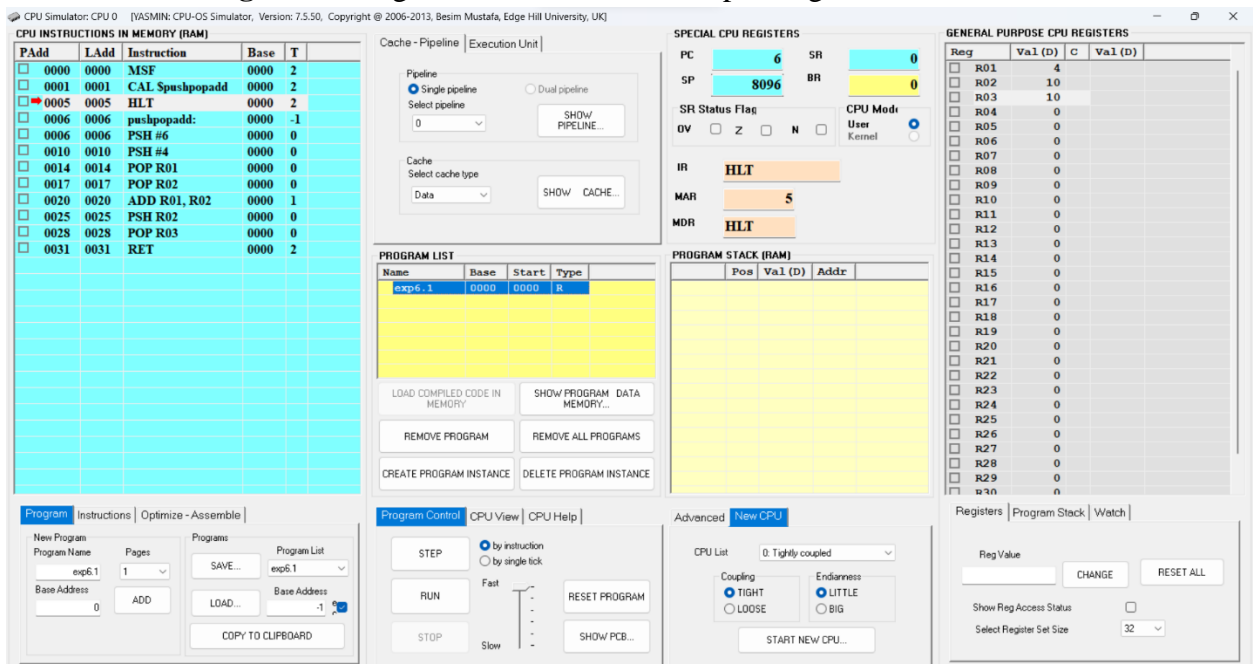 CPU Simulator: CPU 0 [YASMIN: CPU-OS Simulator, Version: 7.5.50, Copyright @ 2006-2013, Besim Mustafa, Edge Hill University, UK]
CPU INSTRUCTIONS IN MEMORY (RAM)
PAdd LAdd Instruction Base T
0000 0000 MSF 0000 2
0001 0001 CAL $pushpopadd 0000 2
0005 0005 HLT 0000 2
0006 0006 pushpopadd: 0000 -1
0006 0006 PSH #6 0000 0
0010 0010 PSH #4 0000 0
0014 0014 POP R01 0000 0
0017 0017 POP R02 0000 0
0020 0020 ADD R01, R02 0000 1
0025 0025 PSH R02 0000 0
0028 0028 POP R03 0000 0
0031 0031 RET 0000 2
Cache - Pipeline Execution Unit
Pipeline
Single pipeline Dual pipeline
Select pipeline
0
SHOW
PIPELINE...
Cache
Select cache type
Data
SHOW CACHE...
SPECIAL CPU REGISTERS
PC 6 SR 0
SP 8096 BR 0
SR Status Flag
OV Z N
CPU Mode
User
Kernel
IR HLT
MAR 5
MDR HLT
PROGRAM LIST
Name Base Start Type
exp6.1 0000 0000 R
LOAD COMPILED CODE IN
MEMORY
SHOW PROGRAM DATA
MEMORY...
REMOVE PROGRAM REMOVE ALL PROGRAMS
CREATE PROGRAM INSTANCE DELETE PROGRAM INSTANCE
PROGRAM STACK (RAM)
Pos Val (D) Addr
GENERAL PURPOSE CPU REGISTERS
Reg Val (D) C Val (D)
R01 4
R02 10
R03 10
R04 0
R05 0
R06 0
R07 0
R08 0
R09 0
R10 0
R11 0
R12 0
R13 0
R14 0
R15 0
R16 0
R17 0
R18 0
R19 0
R20 0
R21 0
R22 0
R23 0
R24 0
R25 0
R26 0
R27 0
R28 0
R29 0
R30 0
Program Instructions Optimize - Assemble
New Program
Program Name Pages
exp6.1 1
Base Address
0
ADD
Programs
SAVE...
Program List
exp6.1
LOAD...
Base Address
-1
COPY TO CLIPBOARD
Program Control CPU View CPU Help
STEP
by instruction
by single tick
RUN
Fast
RESET PROGRAM
STOP
Slow
SHOW PCB...
Advanced New CPU
CPU List 0: Tightly coupled
Coupling
TIGHT
LOOSE
Endianness
LITTLE
BIG
START NEW CPU...
Registers Program Stack Watch
Reg Value
CHANGE RESET ALL
Show Reg Access Status
Select Register Set Size 32